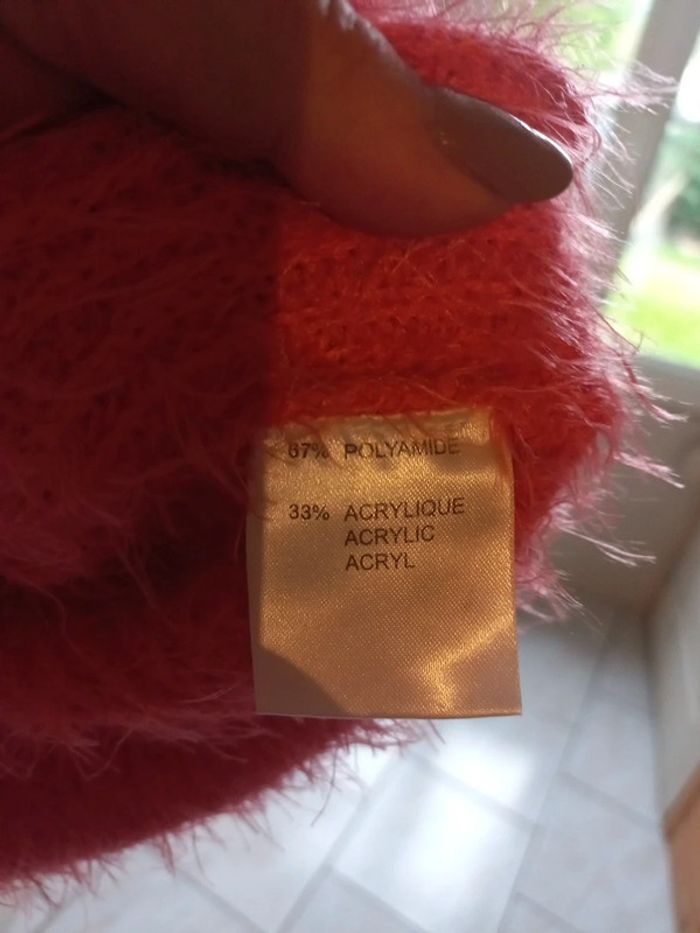 67% POLYAMIDE
33% ACRYLIQUE
ACRYLIC
ACRYL